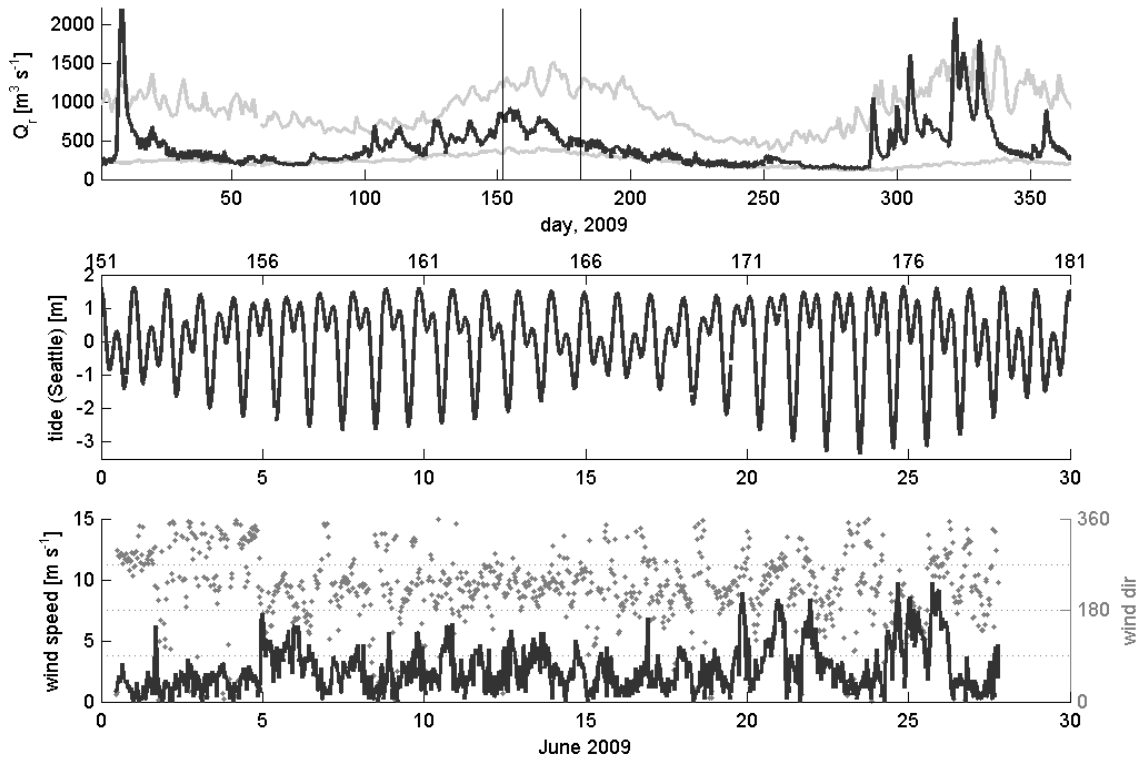 2000
1500
1000
500
0
Qr [m³ s⁻¹]
50 100 150 200 250 300 350
day, 2009
151 156 161 166 171 176 181
2
1
0
-1
-2
-3
tide (Seattle) [m]
0 5 10 15 20 25 30
15 360
10
180
5
0 0
wind speed [m s⁻¹]
wind dir
0 5 10 15 20 25 30
June 2009